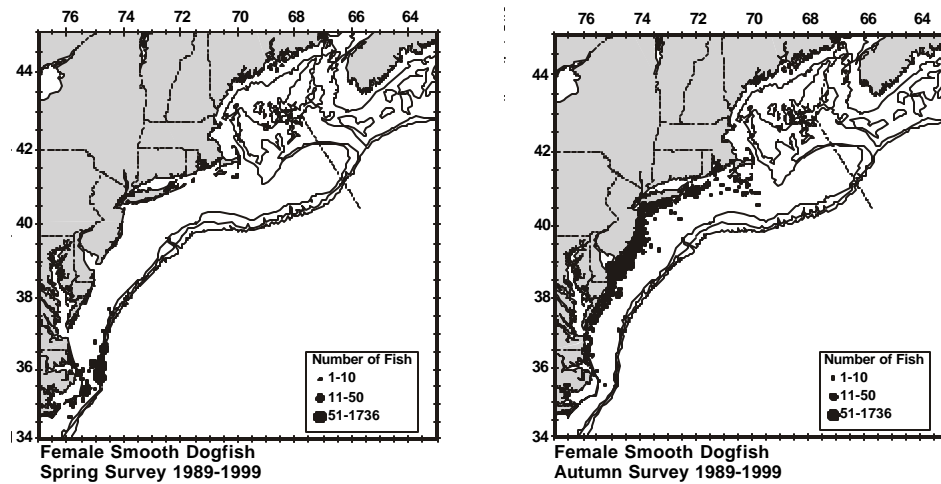 76 74 72 70 68 66 64
44
42
40
38
36
34
Number of Fish
1-10
11-50
51-1736
Female Smooth Dogfish
Spring Survey 1989-1999
76 74 72 70 68 66 64
44
42
40
38
36
34
Number of Fish
1-10
11-50
51-1736
Female Smooth Dogfish
Autumn Survey 1989-1999